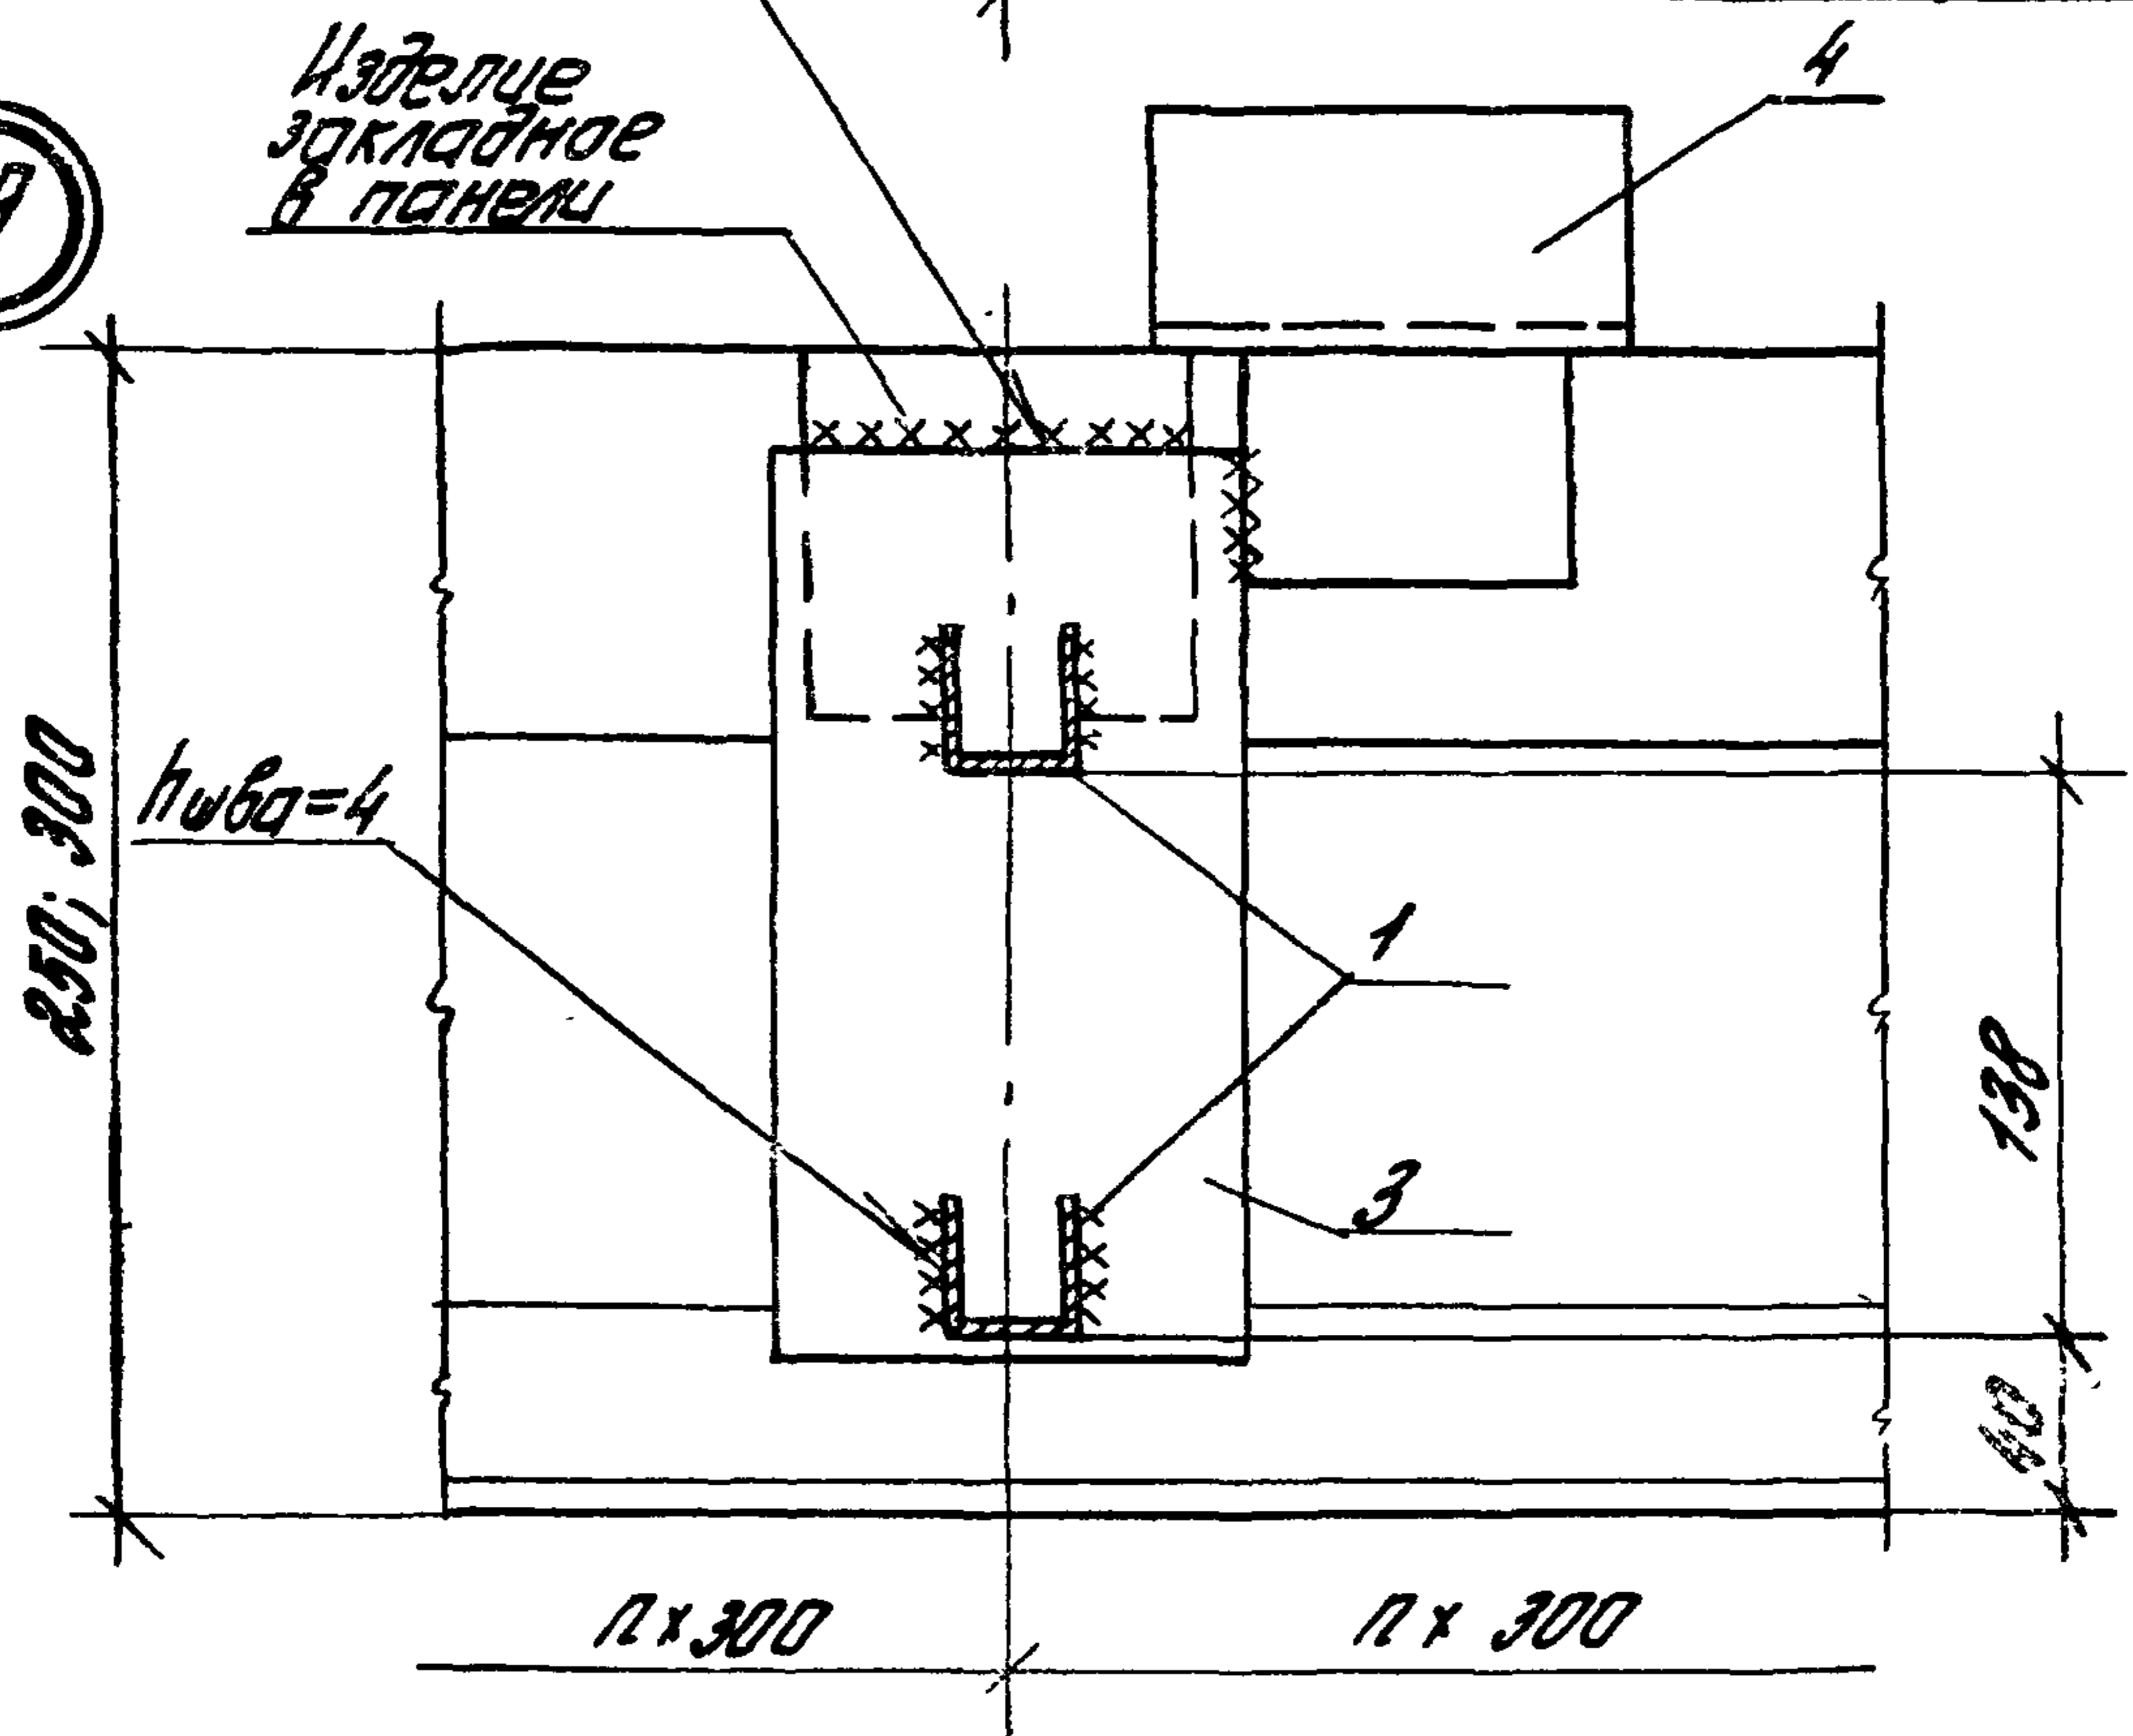 Изделие
закладное
в панели
4
250; 300
hшва=4
1
3
138
n x 300
n x 300